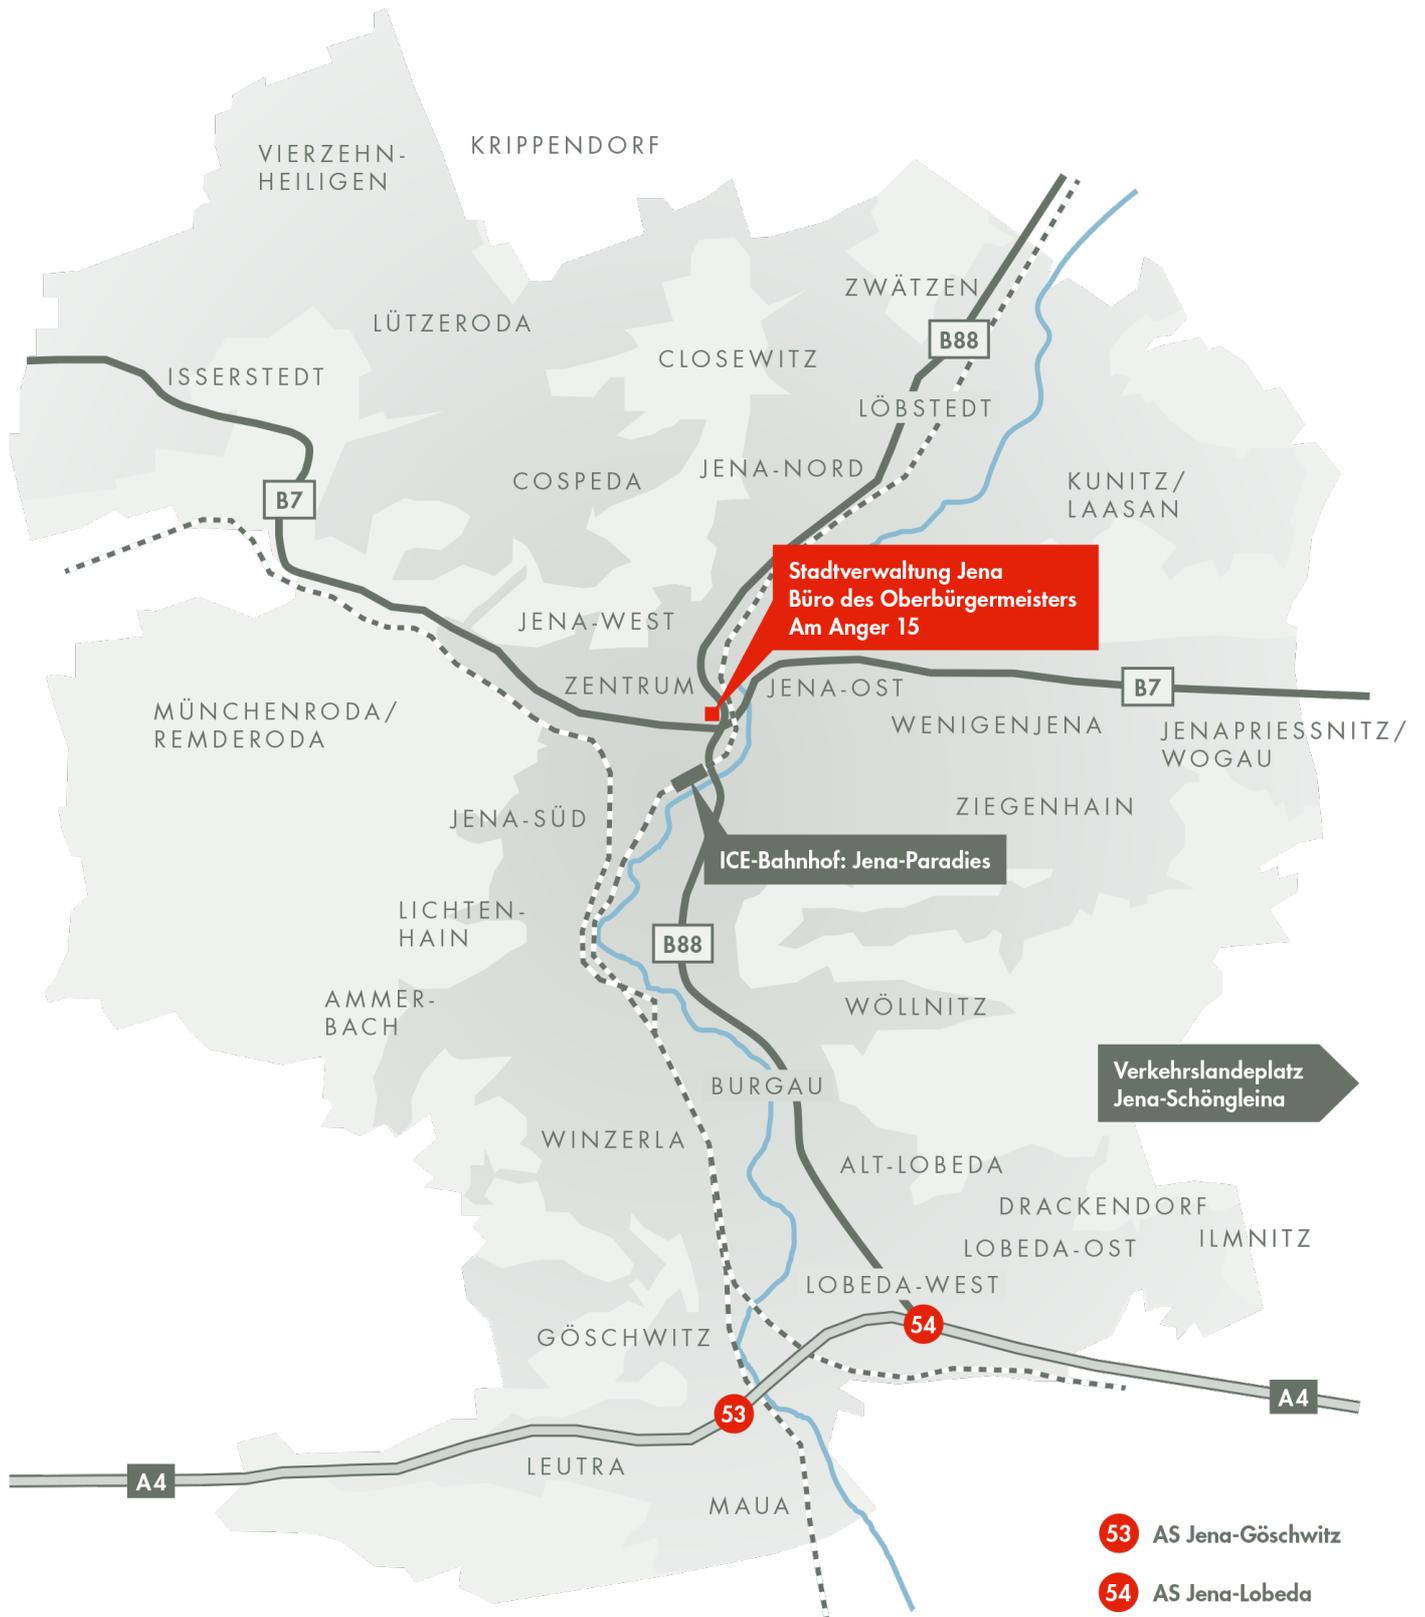 VIERZEHN-
HEILIGEN
KRIPPENDORF
ZWÄTZEN
LÜTZERODA
B88
CLOSEWITZ
ISSERSTEDT
LÖBSTEDT
JENA-NORD
COSPEDA
KUNITZ/
LAASAN
B7
Stadtverwaltung Jena
Büro des Oberbürgermeisters
Am Anger 15
JENA-WEST
ZENTRUM
JENA-OST
B7
MÜNCHENRODA/
REMDERODA
WENIGENJENA
JENAPRIESSNITZ/
WOGAU
ZIEGENHAIN
JENA-SÜD
ICE-Bahnhof: Jena-Paradies
LICHTEN-
HAIN
B88
AMMER-
BACH
WÖLLNITZ
Verkehrslandeplatz
Jena-Schöngleina
BURGAU
WINZERLA
ALT-LOBEDA
DRACKENDORF
ILMNITZ
LOBEDA-OST
LOBEDA-WEST
54
GÖSCHWITZ
A4
53
LEUTRA
A4
MAUA
53 AS Jena-Göschwitz
54 AS Jena-Lobeda